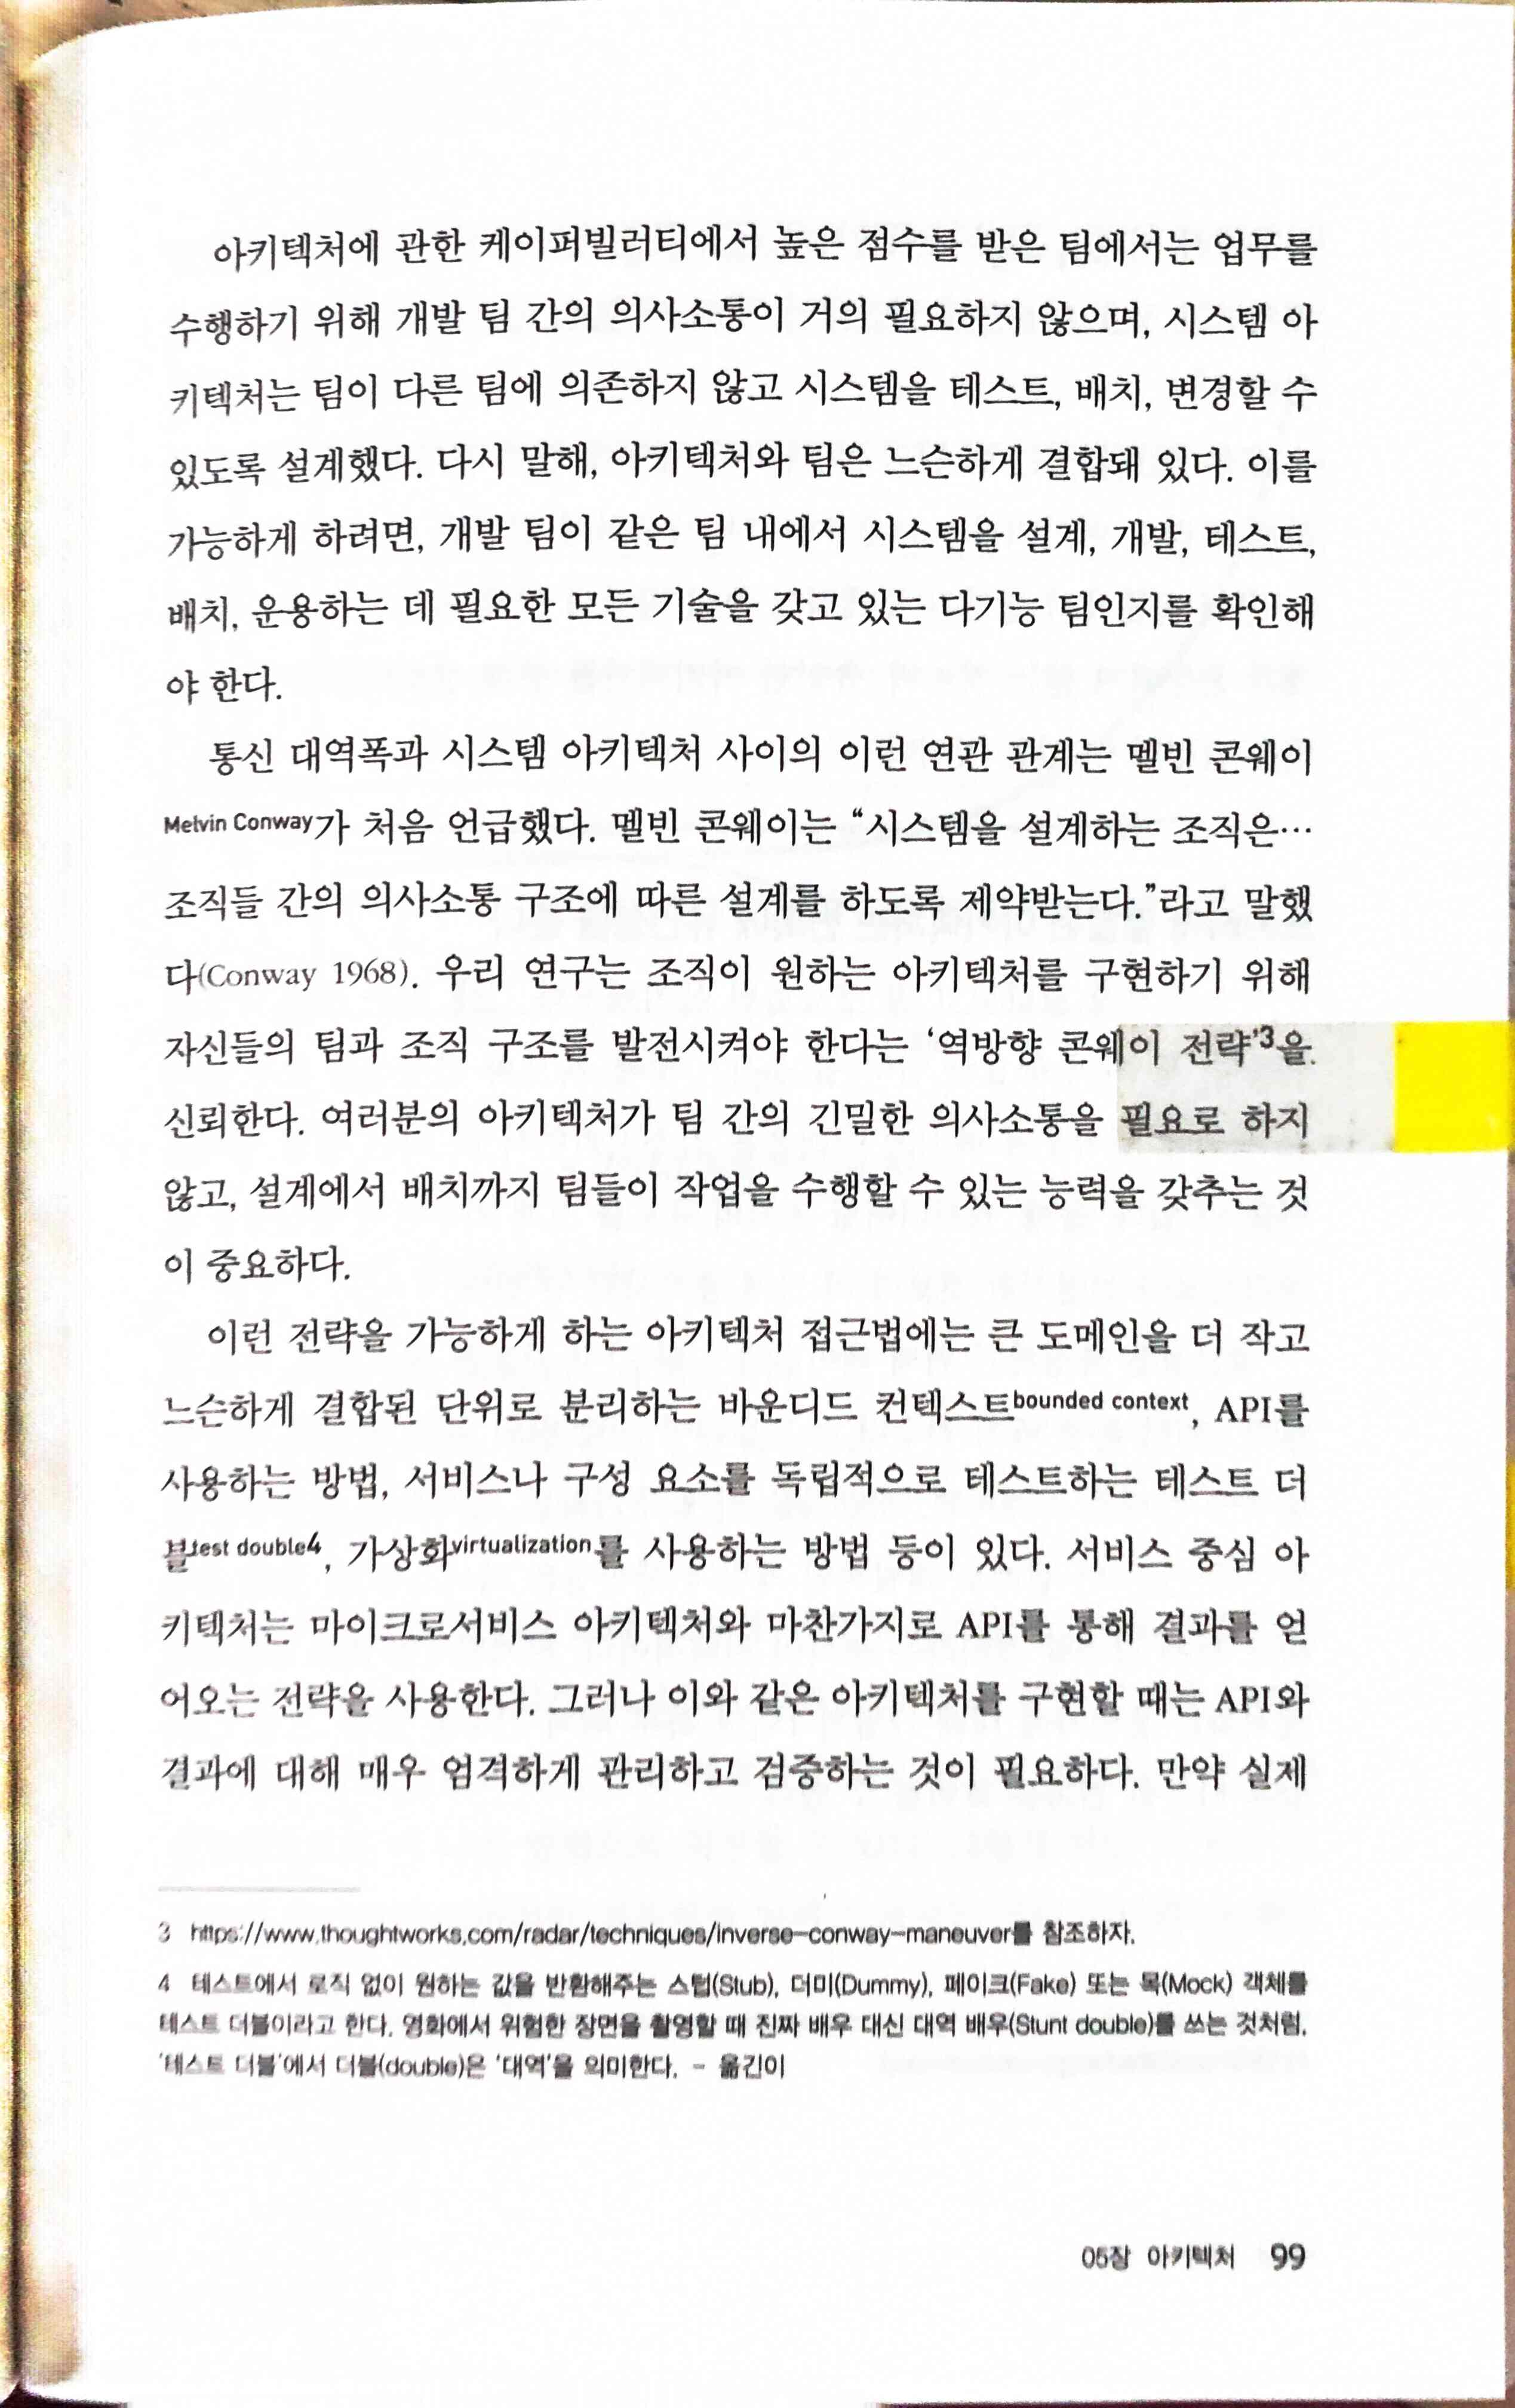 아키텍처에 관한 케이퍼빌러티에서 높은 점수를 받은 팀에서는 업무를
수행하기 위해 개발 팀 간의 의사소통이 거의 필요하지 않으며, 시스템 아
키텍처는 팀이 다른 팀에 의존하지 않고 시스템을 테스트, 배치, 변경할 수
있도록 설계했다. 다시 말해, 아키텍처와 팀은 느슨하게 결합돼 있다. 이를
가능하게 하려면, 개발 팀이 같은 팀 내에서 시스템을 설계, 개발, 테스트,
배치, 운용하는 데 필요한 모든 기술을 갖고 있는 다기능 팀인지를 확인해
야 한다.
통신 대역폭과 시스템 아키텍처 사이의 이런 연관 관계는 멜빈 콘웨이
Melvin Conway가 처음 언급했다. 멜빈 콘웨이는 “시스템을 설계하는 조직은…
조직들 간의 의사소통 구조에 따른 설계를 하도록 제약받는다.”라고 말했
다(Conway 1968). 우리 연구는 조직이 원하는 아키텍처를 구현하기 위해
자신들의 팀과 조직 구조를 발전시켜야 한다는 ‘역방향 콘웨이 전략’3을
신뢰한다. 여러분의 아키텍처가 팀 간의 긴밀한 의사소통을 필요로 하지
않고, 설계에서 배치까지 팀들이 작업을 수행할 수 있는 능력을 갖추는 것
이 중요하다.
이런 전략을 가능하게 하는 아키텍처 접근법에는 큰 도메인을 더 작고
느슨하게 결합된 단위로 분리하는 바운디드 컨텍스트bounded context, API를
사용하는 방법, 서비스나 구성 요소를 독립적으로 테스트하는 테스트 더
블test double4, 가상화virtualization를 사용하는 방법 등이 있다. 서비스 중심 아
키텍처는 마이크로서비스 아키텍처와 마찬가지로 API를 통해 결과를 얻
어오는 전략을 사용한다. 그러나 이와 같은 아키텍처를 구현할 때는 API와
결과에 대해 매우 엄격하게 관리하고 검증하는 것이 필요하다. 만약 실제
3 https://www.thoughtworks.com/radar/techniques/inverse-conway-maneuver를 참조하자.
4 테스트에서 로직 없이 원하는 값을 반환해주는 스텁(Stub), 더미(Dummy), 페이크(Fake) 또는 목(Mock) 객체를
테스트 더블이라고 한다. 영화에서 위험한 장면을 촬영할 때 진짜 배우 대신 대역 배우(Stunt double)를 쓰는 것처럼,
‘테스트 더블’에서 더블(double)은 ‘대역’을 의미한다. - 옮긴이
05장 아키텍처 99